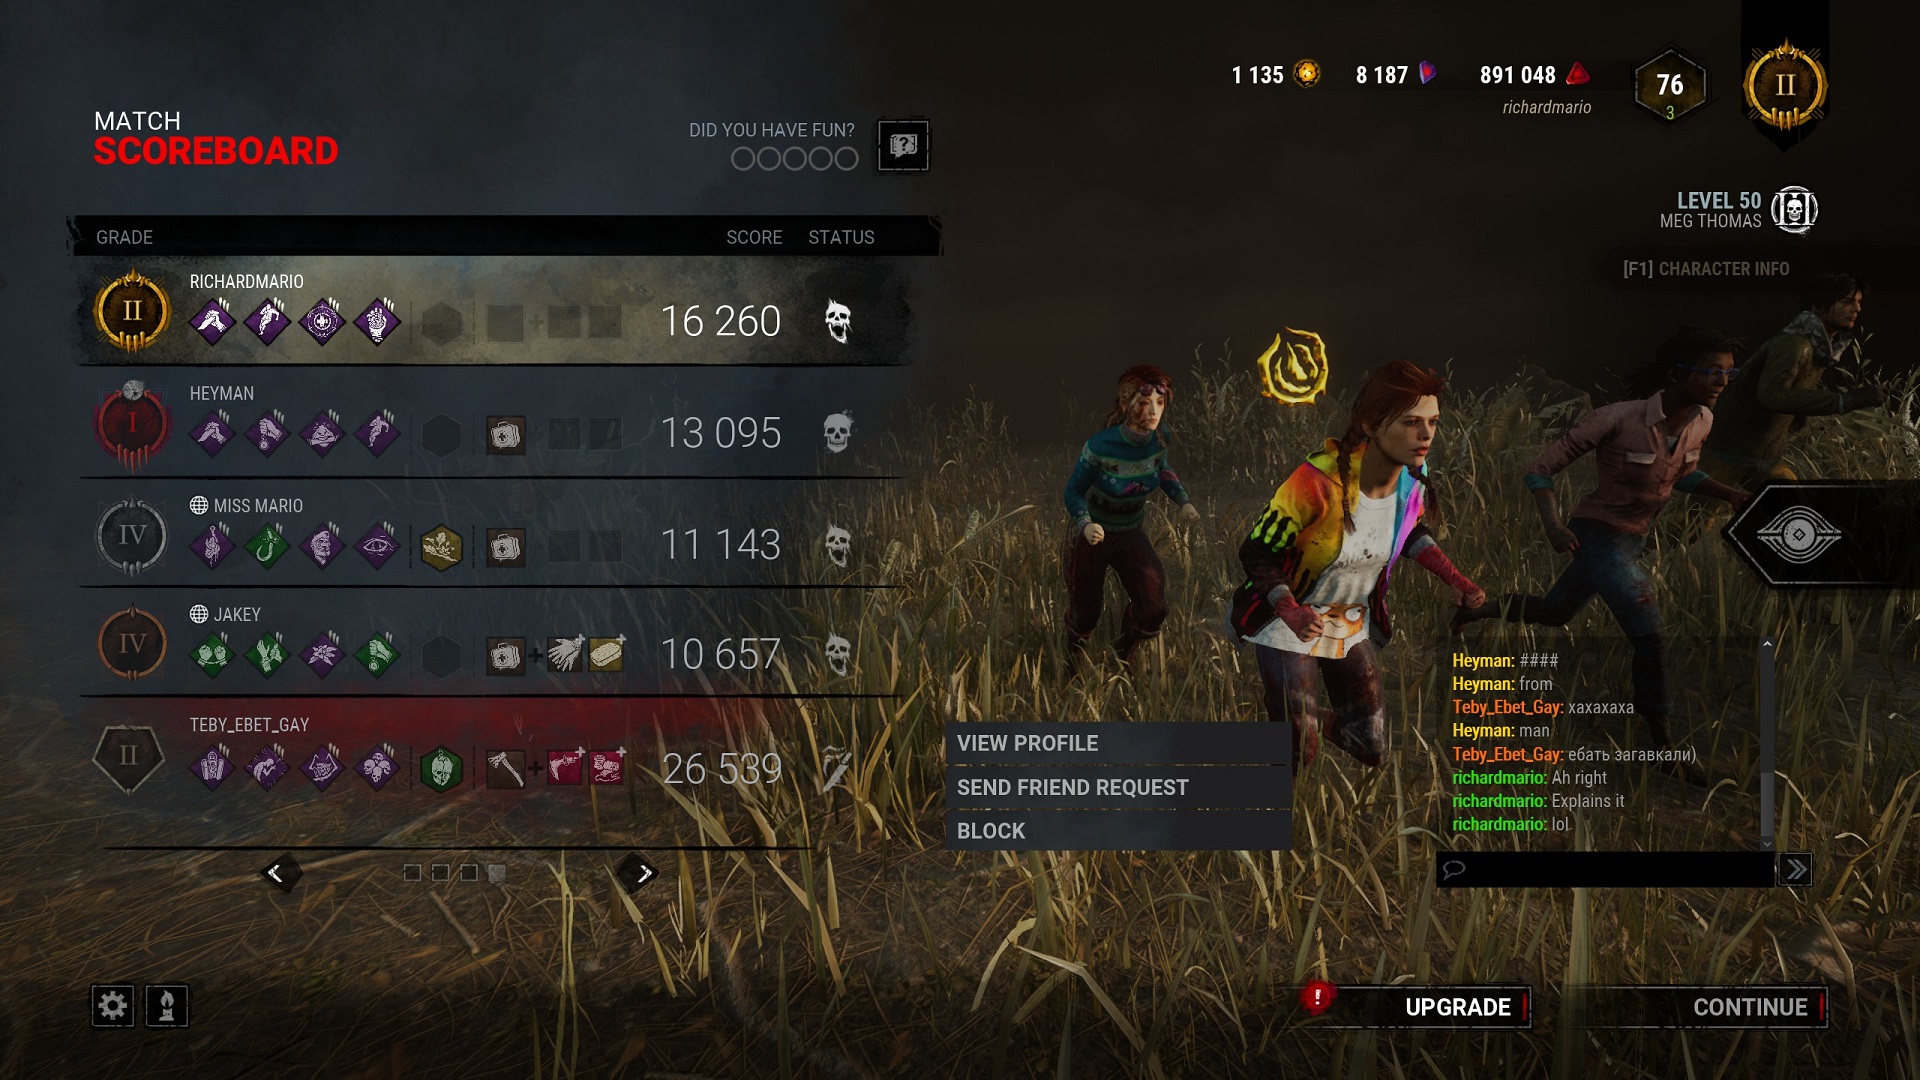 1 135
8 187
891 048
richardmario
76
3
II
MATCH
SCOREBOARD
DID YOU HAVE FUN?
?
LEVEL 50
MEG THOMAS
III
[F1] CHARACTER INFO
GRADE SCORE STATUS
II
RICHARDMARIO
16 260
I
HEYMAN
13 095
IV
MISS MARIO
11 143
IV
JAKEY
10 657
II
TEBY_EBET_GAY
26 539
VIEW PROFILE
SEND FRIEND REQUEST
BLOCK
Heyman: ####
Heyman: from
Teby_Ebet_Gay: хахахаха
Heyman: man
Teby_Ebet_Gay: ебать загавкали)
richardmario: Ah right
richardmario: Explains it
richardmario: lol
!
UPGRADE
CONTINUE